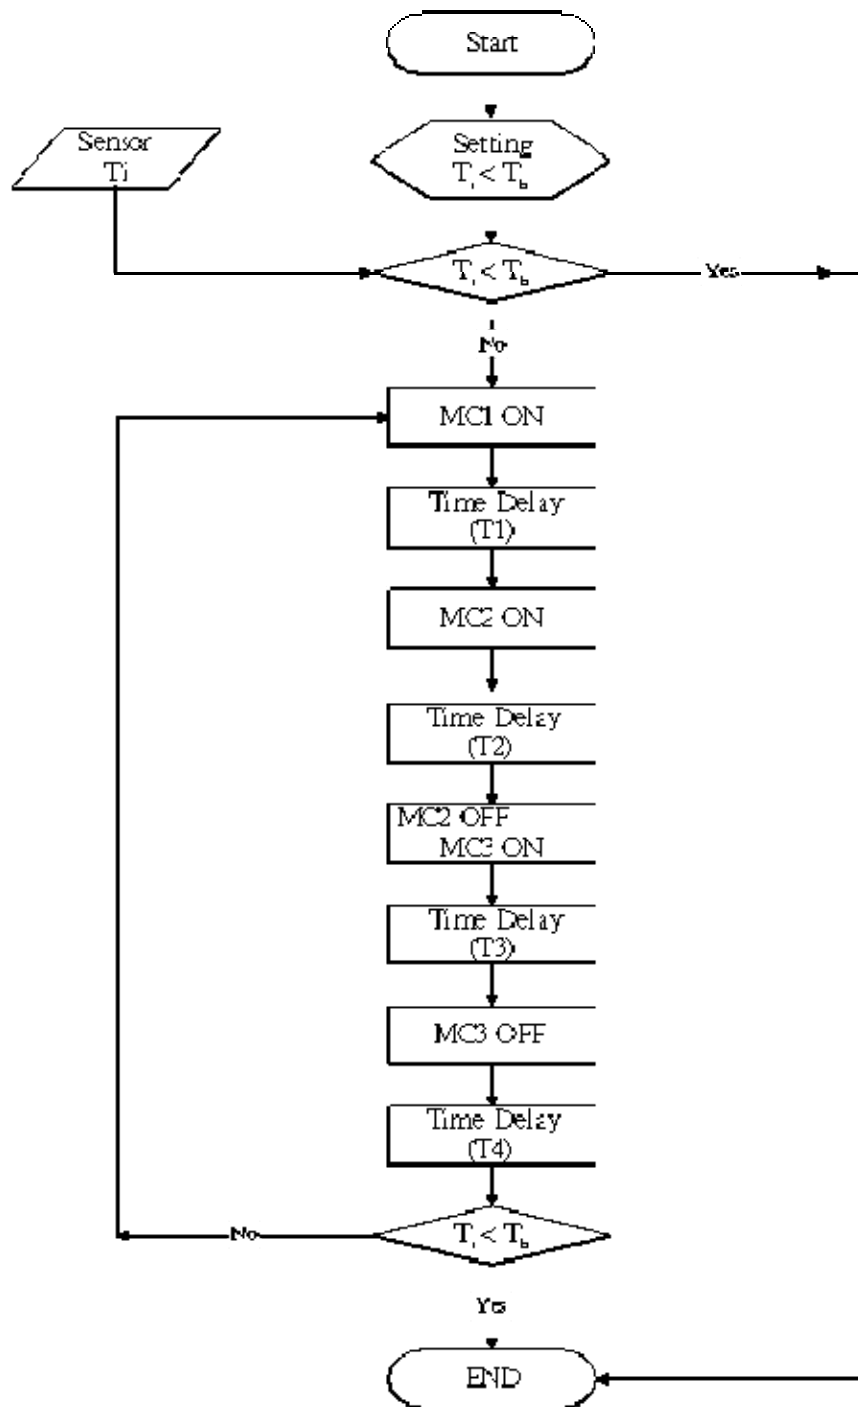 Start
Sensor
Ti
Setting
Ti < Tb
Ti < Tb
Yes
No
MC1 ON
Time Delay
(T1)
MC2 ON
Time Delay
(T2)
MC2 OFF
MC3 ON
Time Delay
(T3)
MC3 OFF
Time Delay
(T4)
Ti < Tb
No
Yes
END